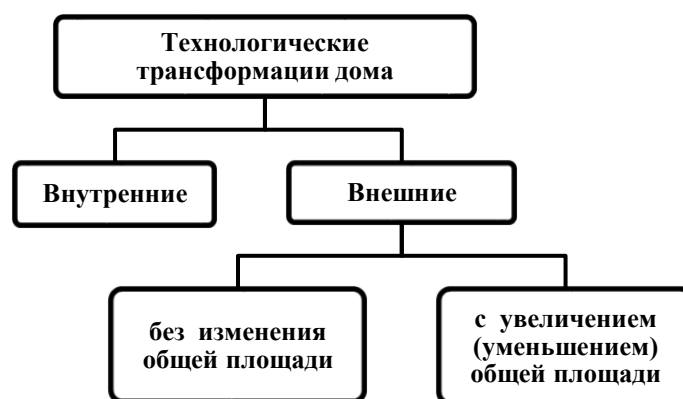 Технологические
трансформации дома
Внутренние
Внешние
без изменения
общей площади
с увеличением
(уменьшением)
общей площади